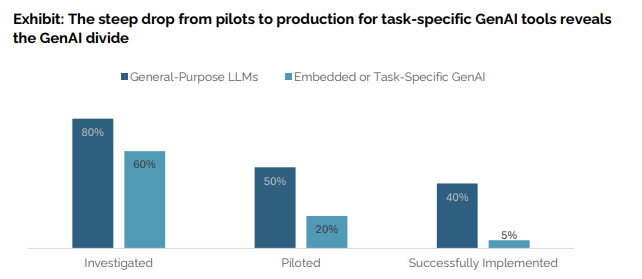 Exhibit: The steep drop from pilots to production for task-specific GenAI tools reveals
the GenAI divide
General-Purpose LLMs Embedded or Task-Specific GenAI
80%
60%
50%
20%
40%
5%
Investigated Piloted Successfully Implemented